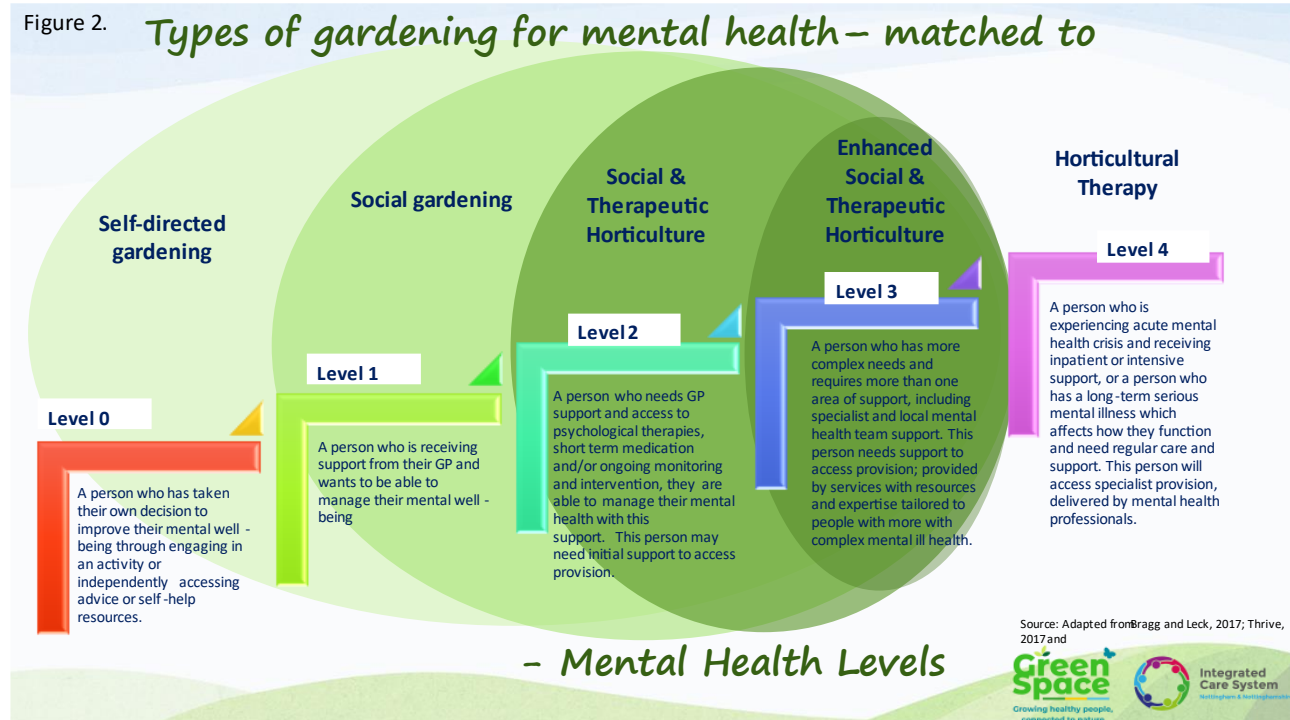 Figure 2.
Types of gardening for mental health – matched to
Self-directed
gardening
Social gardening
Social &
Therapeutic
Horticulture
Enhanced
Social &
Therapeutic
Horticulture
Horticultural
Therapy
Level 0
A person who has taken
their own decision to
improve their mental well -
being through engaging in
an activity or
independently accessing
advice or self -help
resources.
Level 1
A person who is receiving
support from their GP and
wants to be able to
manage their mental well -
being
Level 2
A person who needs GP
support and access to
psychological therapies,
short term medication
and/or ongoing monitoring
and intervention, they are
able to manage their mental
health with this
support. This person may
need initial support to access
provision.
Level 3
A person who has more
complex needs and
requires more than one
area of support, including
specialist and local mental
health team support. This
person needs support to
access provision; provided
by services with resources
and expertise tailored to
people with more with
complex mental ill health.
Level 4
A person who is
experiencing acute mental
health crisis and receiving
inpatient or intensive
support, or a person who
has a long -term serious
mental illness which
affects how they function
and need regular care and
support. This person will
access specialist provision,
delivered by mental health
professionals.
- Mental Health Levels
Source: Adapted from Bragg and Leck, 2017; Thrive,
2017 and
Green
Space
Growing healthy people,
connected to nature
Integrated
Care System
Nottingham & Nottinghamshire